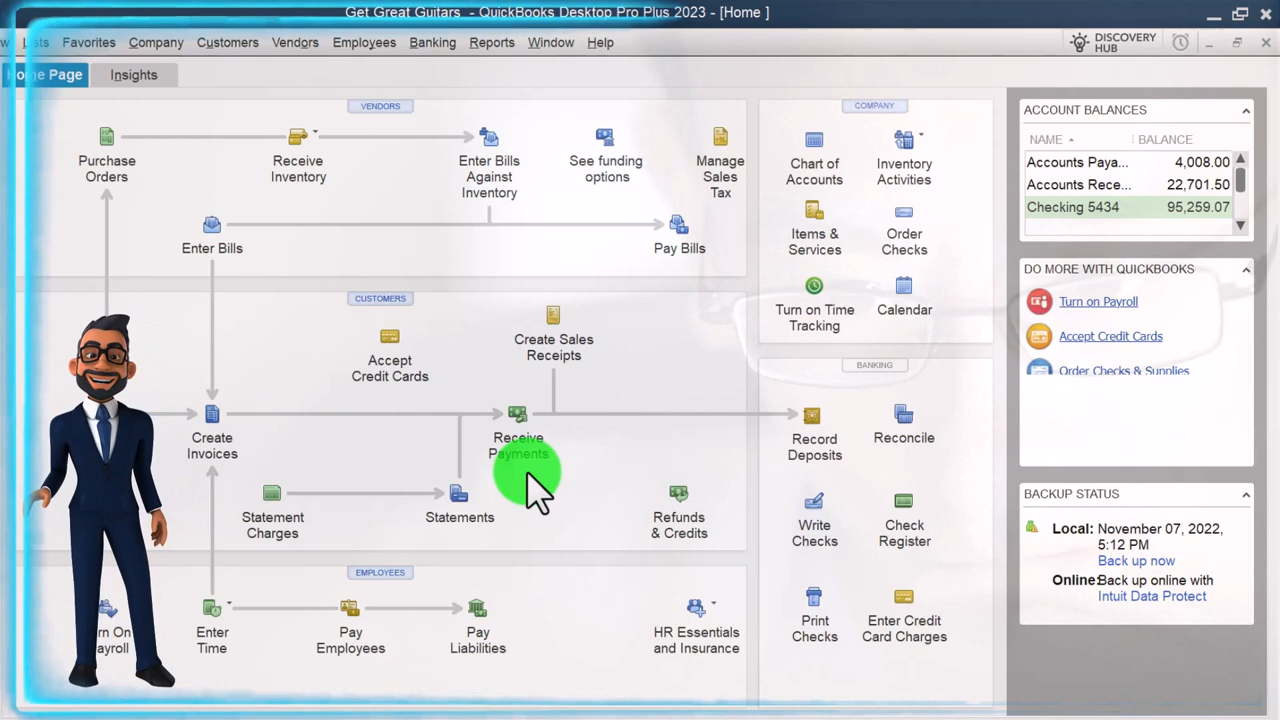 Get Great Guitars - QuickBooks Desktop Pro Plus 2023 - [Home ]
w Lists Favorites Company Customers Vendors Employees Banking Reports Window Help
DISCOVERY
HUB
Home Page Insights
VENDORS
Purchase
Orders
Receive
Inventory
Enter Bills
Against
Inventory
See funding
options
Manage
Sales
Tax
Enter Bills
Pay Bills
CUSTOMERS
Create Sales
Receipts
Accept
Credit Cards
Create
Invoices
Receive
Payments
Statement
Charges
Statements
Refunds
& Credits
EMPLOYEES
rn On
ayroll
Enter
Time
Pay
Employees
Pay
Liabilities
HR Essentials
and Insurance
COMPANY
Chart of
Accounts
Inventory
Activities
Items &
Services
Order
Checks
Turn on Time
Tracking
Calendar
BANKING
Record
Deposits
Reconcile
Write
Checks
Check
Register
Print
Checks
Enter Credit
Card Charges
ACCOUNT BALANCES
NAME BALANCE
Accounts Paya... 4,008.00
Accounts Rece... 22,701.50
Checking 5434 95,259.07
DO MORE WITH QUICKBOOKS
Turn on Payroll
Accept Credit Cards
Order Checks & Supplies
BACKUP STATUS
Local: November 07, 2022,
5:12 PM
Back up now
Online: Back up online with
Intuit Data Protect